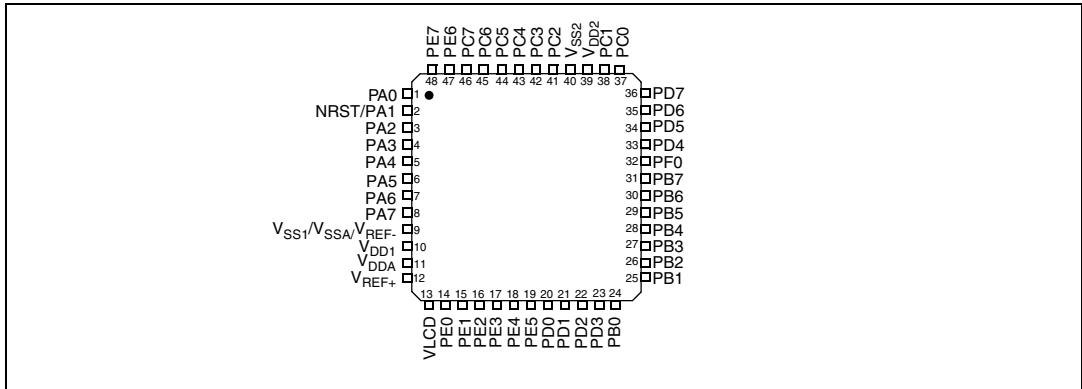 PE7 PE6 PC7 PC6 PC5 PC4 PC3 PC2 VSS2 VDD2 PC1 PC0
48 47 46 45 44 43 42 41 40 39 38 37
PA0 1 36 PD7
NRST/PA1 2 35 PD6
PA2 3 34 PD5
PA3 4 33 PD4
PA4 5 32 PF0
PA5 6 31 PB7
PA6 7 30 PB6
PA7 8 29 PB5
VSS1/VSSA/VREF- 9 28 PB4
VDD1 10 27 PB3
VDDA 11 26 PB2
VREF+ 12 25 PB1
13 14 15 16 17 18 19 20 21 22 23 24
VLCD PE0 PE1 PE2 PE3 PE4 PE5 PD0 PD1 PD2 PD3 PB0